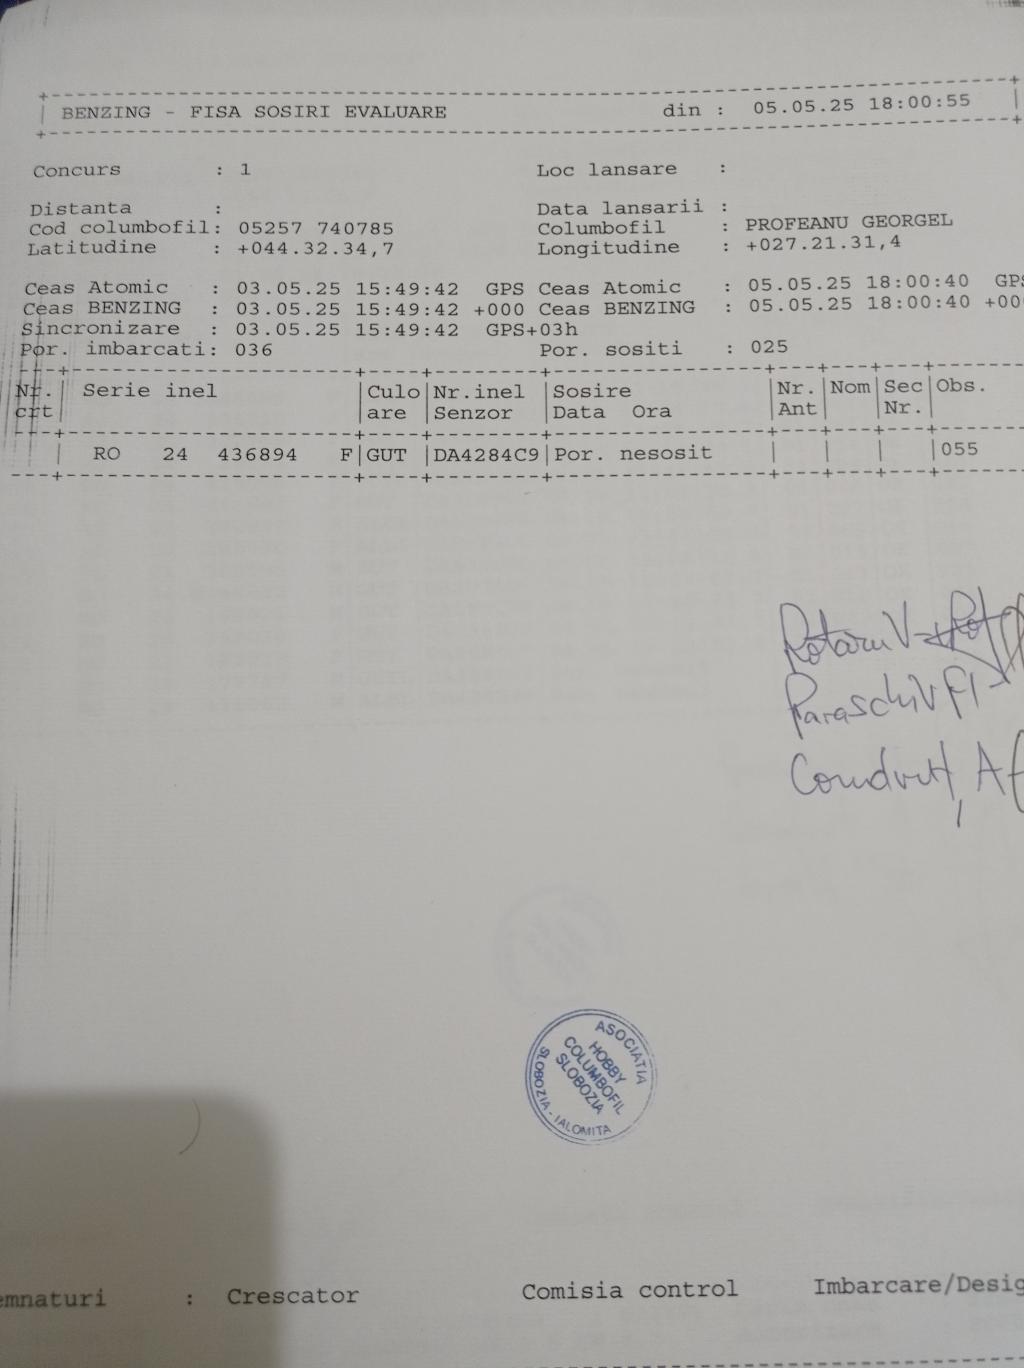 BENZING - FISA SOSIRI EVALUARE din : 05.05.25 18:00:55
Concurs : 1 Loc lansare :
Distanta : Data lansarii :
Cod columbofil: 05257 740785 Columbofil : PROFEANU GEORGEL
Latitudine : +044.32.34,7 Longitudine : +027.21.31,4
Ceas Atomic : 03.05.25 15:49:42 GPS Ceas Atomic : 05.05.25 18:00:40 GPS
Ceas BENZING : 03.05.25 15:49:42 +000 Ceas BENZING : 05.05.25 18:00:40 +000
Sincronizare : 03.05.25 15:49:42 GPS+03h
Por. imbarcati: 036 Por. sositi : 025
Nr. | Serie inel |Culo|Nr.inel |Sosire |Nr.|Nom|Sec|Obs.
crt| |are |Senzor |Data Ora |Ant| |Nr.|
| RO 24 436894 F|GUT |DA4284C9|Por. nesosit | | | |055
Rotaru V
Paraschiv Fl
A
ASOCIATIA
HOBBY
COLUMBOFIL
SLOBOZIA
SLOBOZIA - IALOMITA
emnaturi : Crescator Comisia control Imbarcare/Desig